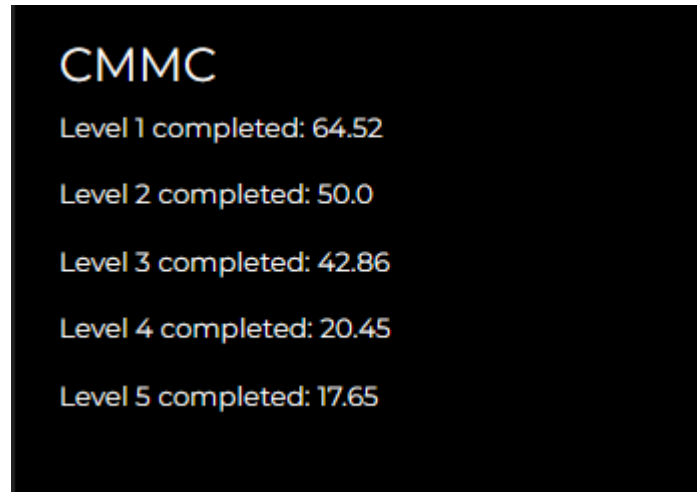 CMMC
Level 1 completed: 64.52
Level 2 completed: 50.0
Level 3 completed: 42.86
Level 4 completed: 20.45
Level 5 completed: 17.65